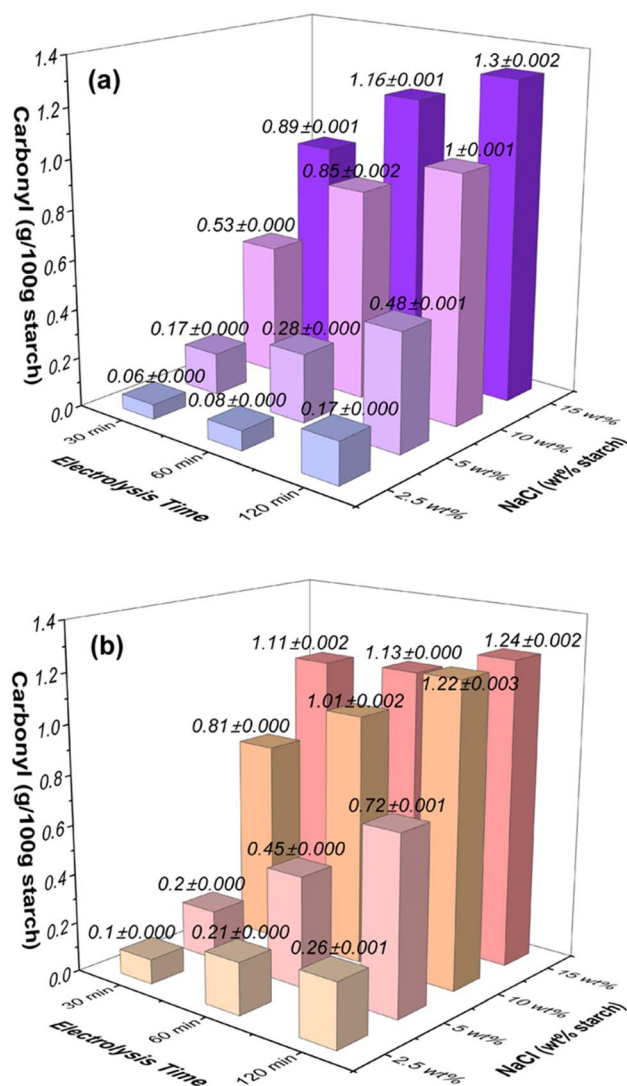 (a)
Carbonyl (g/100g starch)
1.4
1.2
1.0
0.8
0.6
0.4
0.2
0.0
0.89±0.001
1.16±0.001
1.3±0.002
0.53±0.000
0.85±0.002
1±0.001
0.17±0.000
0.28±0.000
0.48±0.001
0.06±0.000
0.08±0.000
0.17±0.000
30 min
60 min
120 min
Electrolysis Time
2.5 wt%
5 wt%
10 wt%
15 wt%
NaCl (wt% starch)
(b)
Carbonyl (g/100g starch)
1.4
1.2
1.0
0.8
0.6
0.4
0.2
0.0
1.11±0.002
1.13±0.000
1.24±0.002
0.81±0.000
1.01±0.002
1.22±0.003
0.2±0.000
0.45±0.000
0.72±0.001
0.1±0.000
0.21±0.000
0.26±0.001
30 min
60 min
120 min
Electrolysis Time
2.5 wt%
5 wt%
10 wt%
15 wt%
NaCl (wt% starch)